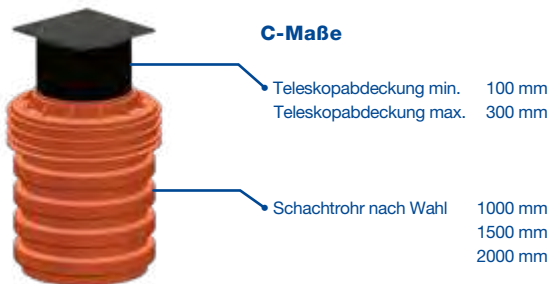 C-Maße
Teleskopabdeckung min. 100 mm
Teleskopabdeckung max. 300 mm
Schachtrohr nach Wahl 1000 mm
1500 mm
2000 mm